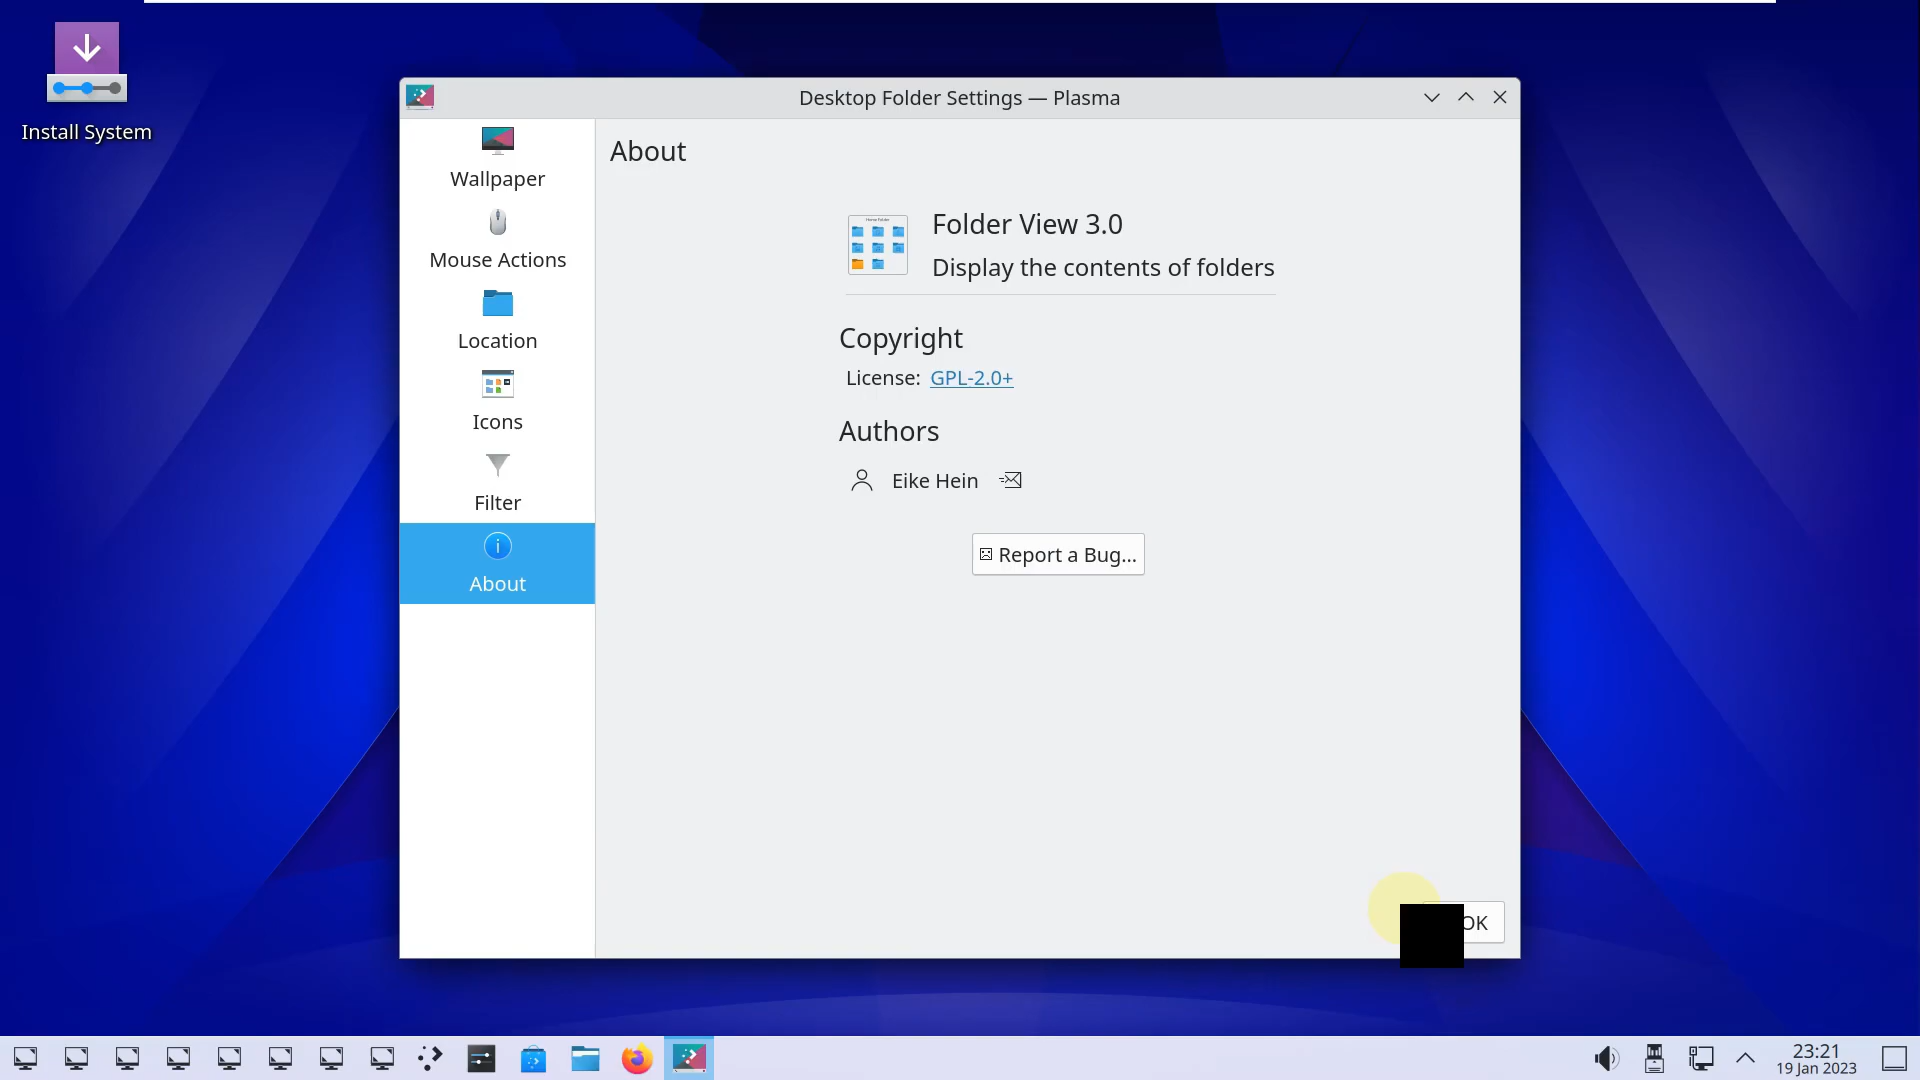 Install System
Desktop Folder Settings — Plasma
Wallpaper
Mouse Actions
Location
Icons
Filter
About
About
Folder View 3.0
Display the contents of folders
Copyright
License: GPL-2.0+
Authors
Eike Hein
Report a Bug...
OK
23:21
19 Jan 2023